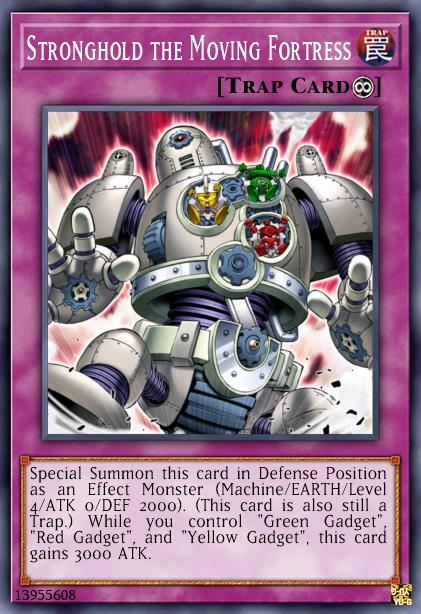 Stronghold the Moving Fortress
TRAP
罠
[Trap Card]
Special Summon this card in Defense Position
as an Effect Monster (Machine/EARTH/Level
4/ATK 0/DEF 2000). (This card is also still a
Trap.) While you control "Green Gadget",
"Red Gadget", and "Yellow Gadget", this card
gains 3000 ATK.
13955608